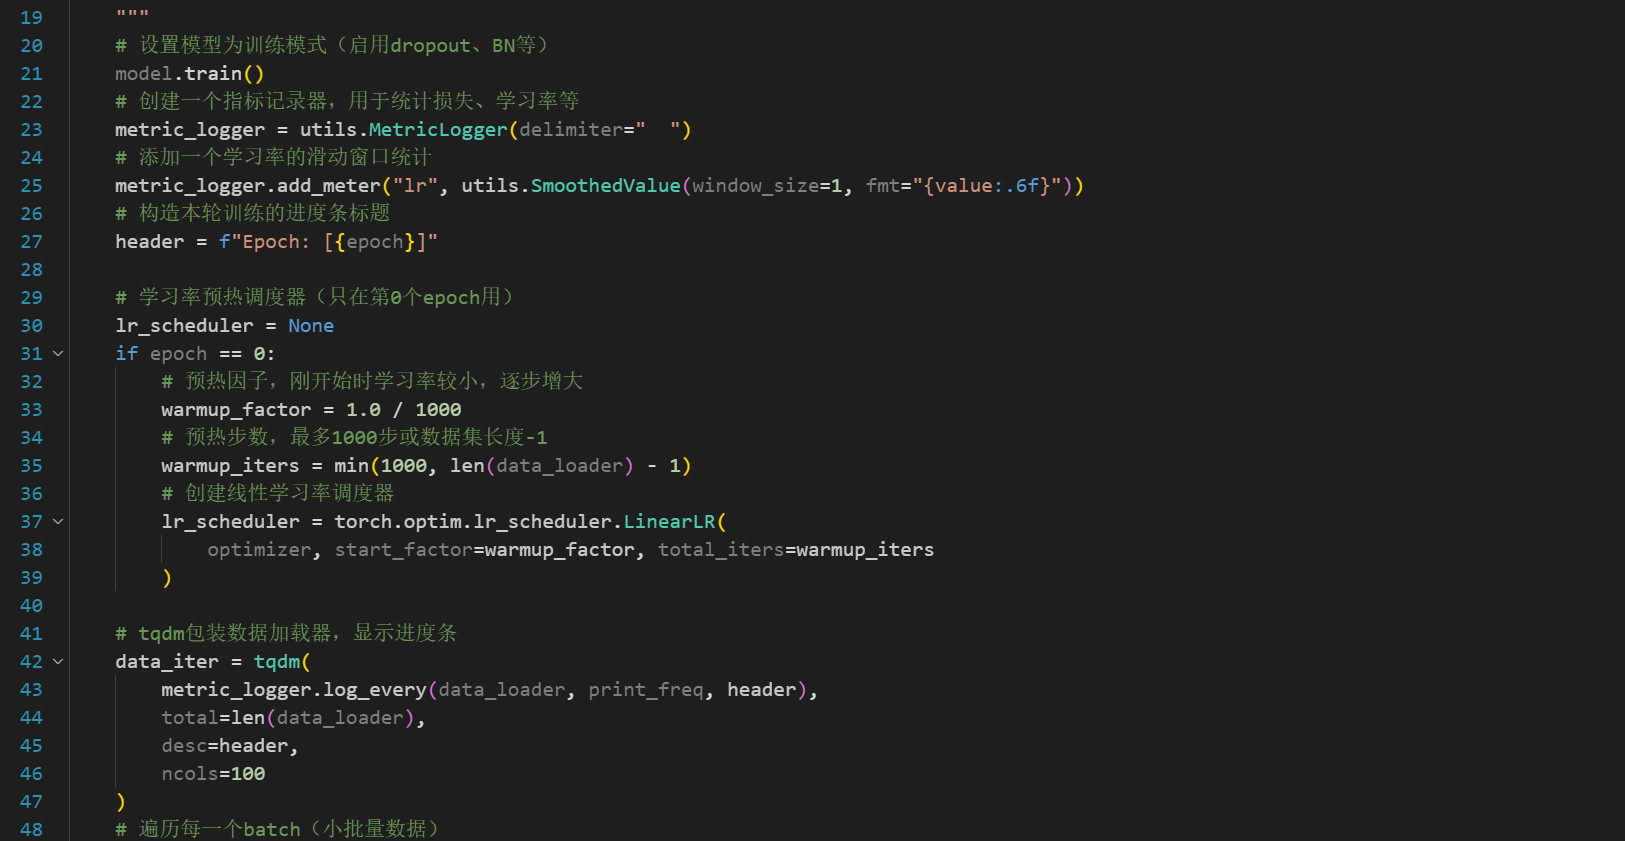 19 """
20 # 设置模型为训练模式（启用dropout、BN等）
21 model.train()
22 # 创建一个指标记录器，用于统计损失、学习率等
23 metric_logger = utils.MetricLogger(delimiter="  ")
24 # 添加一个学习率的滑动窗口统计
25 metric_logger.add_meter("lr", utils.SmoothedValue(window_size=1, fmt="{value:.6f}"))
26 # 构造本轮训练的进度条标题
27 header = f"Epoch: [{epoch}]"
28
29 # 学习率预热调度器（只在第0个epoch用）
30 lr_scheduler = None
31 if epoch == 0:
32 # 预热因子，刚开始时学习率较小，逐步增大
33 warmup_factor = 1.0 / 1000
34 # 预热步数，最多1000步或数据集长度-1
35 warmup_iters = min(1000, len(data_loader) - 1)
36 # 创建线性学习率调度器
37 lr_scheduler = torch.optim.lr_scheduler.LinearLR(
38 optimizer, start_factor=warmup_factor, total_iters=warmup_iters
39 )
40
41 # tqdm包装数据加载器，显示进度条
42 data_iter = tqdm(
43 metric_logger.log_every(data_loader, print_freq, header),
44 total=len(data_loader),
45 desc=header,
46 ncols=100
47 )
48 # 遍历每一个batch（小批量数据）